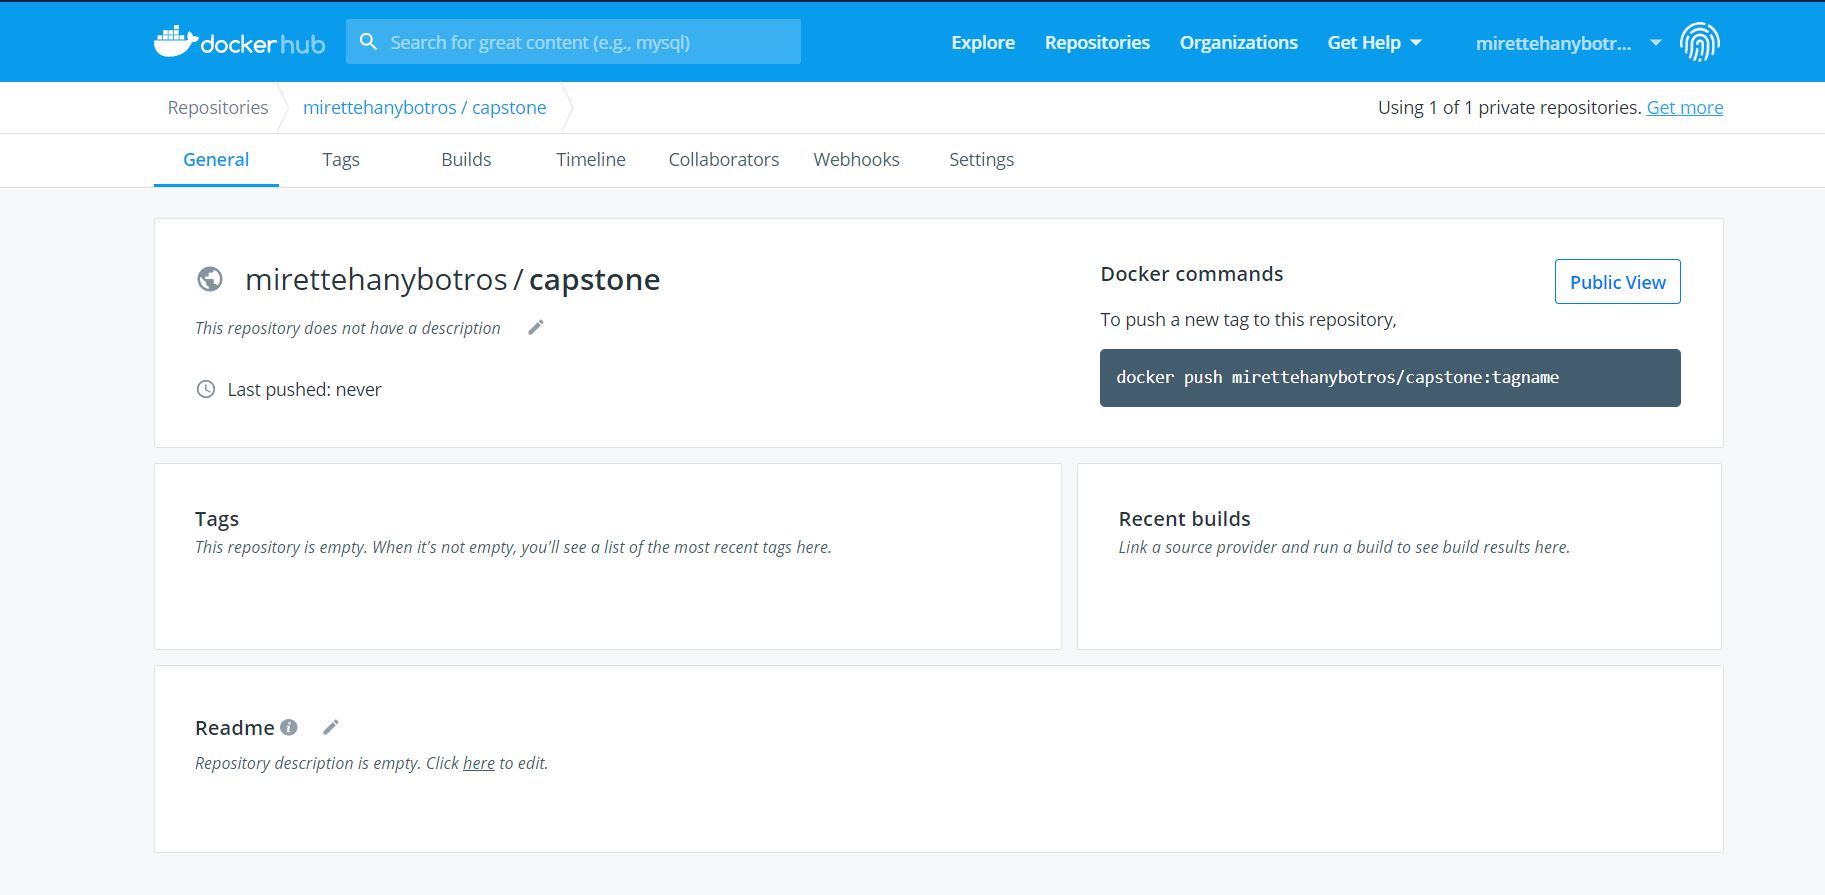 docker hub
Search for great content (e.g., mysql)
Explore
Repositories
Organizations
Get Help
mirettehanybotr...
Repositories
mirettehanybotros / capstone
Using 1 of 1 private repositories. Get more
General
Tags
Builds
Timeline
Collaborators
Webhooks
Settings
mirettehanybotros / capstone
This repository does not have a description
Last pushed: never
Docker commands
Public View
To push a new tag to this repository,
docker push mirettehanybotros/capstone:tagname
Tags
This repository is empty. When it's not empty, you'll see a list of the most recent tags here.
Recent builds
Link a source provider and run a build to see build results here.
Readme
Repository description is empty. Click here to edit.